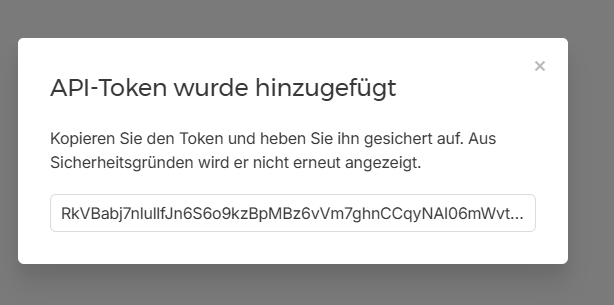 API-Token wurde hinzugefügt
Kopieren Sie den Token und heben Sie ihn gesichert auf. Aus
Sicherheitsgründen wird er nicht erneut angezeigt.
RkVBabj7nlullfJn6S6o9kzBpMBz6vVm7ghnCCqyNAl06mWvt...